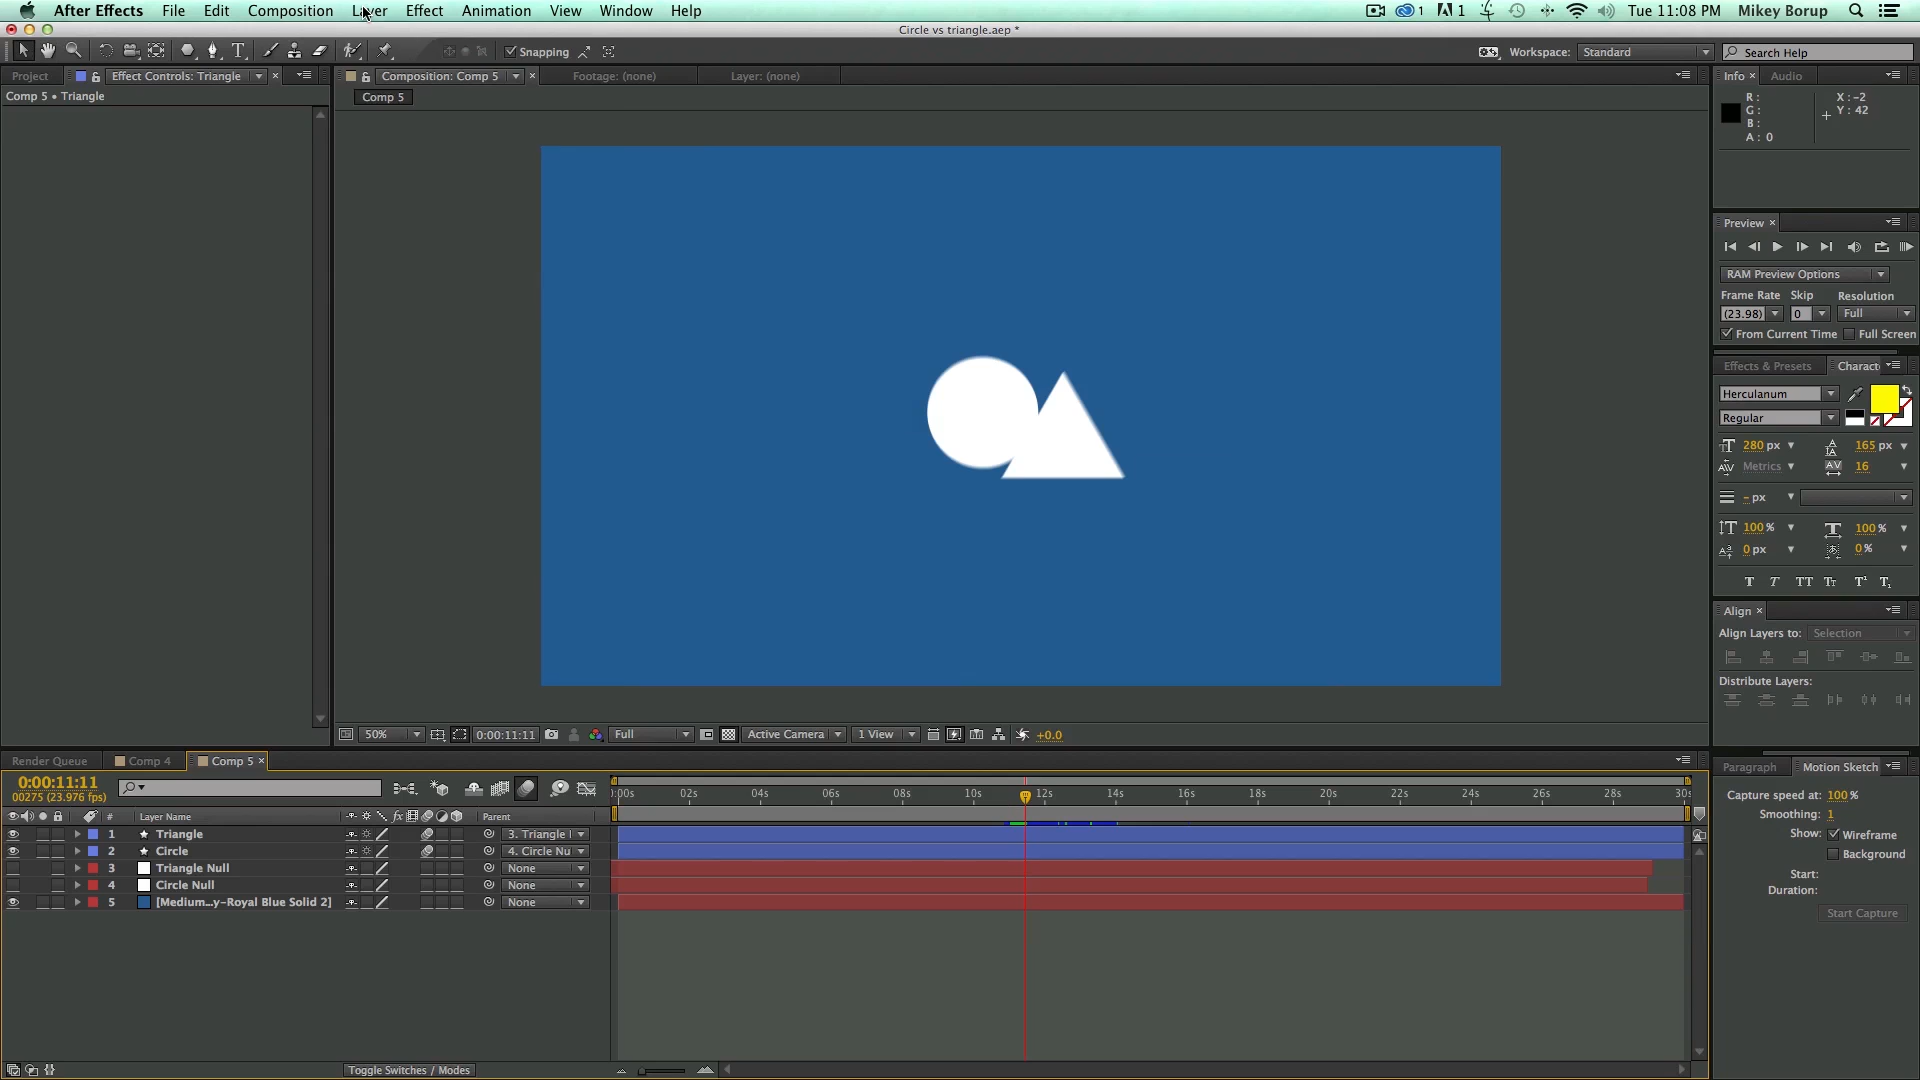 After Effects File Edit Composition Layer Effect Animation View Window Help 1 1 Tue 11:08 PM Mikey Borup
Circle vs triangle.aep *
T Snapping Workspace: Standard Search Help
Project Effect Controls: Triangle × Composition: Comp 5 × Footage: (none) Layer: (none) Info × Audio
Comp 5 • Triangle
Comp 5
R : X : -2
G : Y : 42
B :
A : 0
Preview ×
RAM Preview Options
Frame Rate Skip Resolution
(23.98) 0 Full
From Current Time Full Screen
Effects & Presets Charact
Herculanum
Regular
280 px 165 px
Metrics 16
- px
100 % 100 %
0 px 0 %
T T TT Tт T¹ T₁
Align ×
Align Layers to: Selection
Distribute Layers:
50% 0:00:11:11 Full Active Camera 1 View +0.0
Render Queue Comp 4 Comp 5 ×
Paragraph Motion Sketch
0:00:11:11
00275 (23.976 fps)
:00s 02s 04s 06s 08s 10s 12s 14s 16s 18s 20s 22s 24s 26s 28s 30s
# Layer Name fx Parent
1 Triangle 3. Triangle
2 Circle 4. Circle Nu
3 Triangle Null None
4 Circle Null None
5 [Medium...y-Royal Blue Solid 2] None
Capture speed at: 100 %
Smoothing: 1
Show: Wireframe
Background
Start:
Duration:
Start Capture
Toggle Switches / Modes